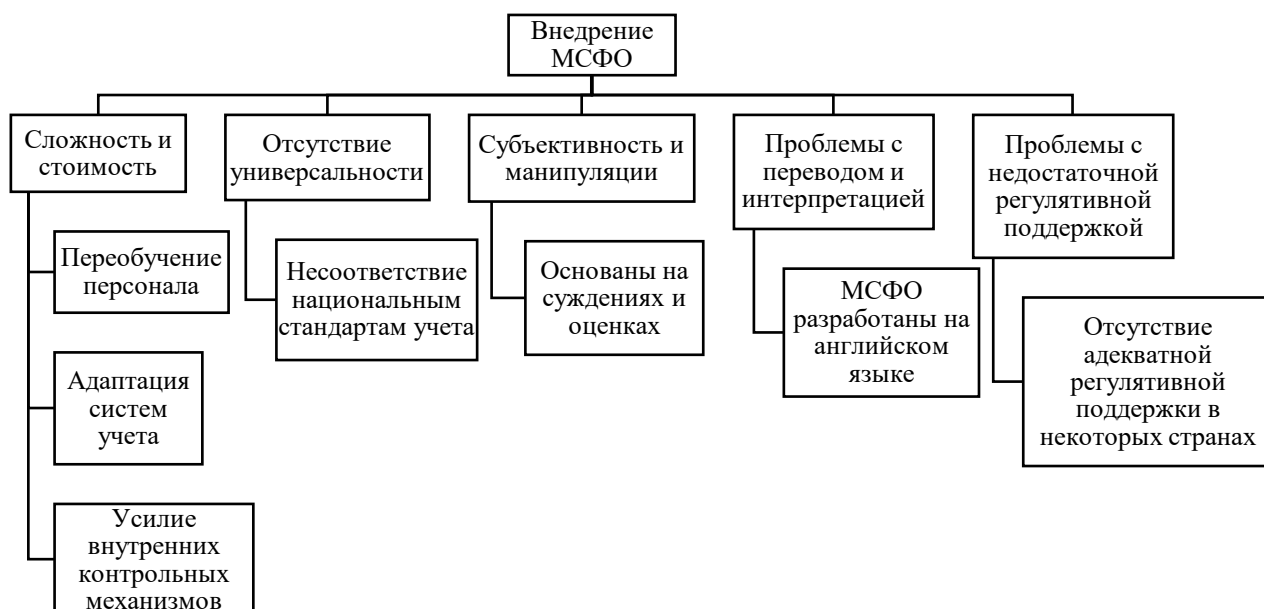 Внедрение
МСФО
Сложность и
стоимость
Переобучение
персонала
Адаптация
систем
учета
Усилие
внутренних
контрольных
механизмов
Отсутствие
универсальности
Несоответствие
национальным
стандартам учета
Субъективность и
манипуляции
Основаны на
суждениях и
оценках
Проблемы с
переводом и
интерпретацией
МСФО
разработаны на
английском
языке
Проблемы с
недостаточной
регулятивной
поддержкой
Отсутствие
адекватной
регулятивной
поддержки в
некоторых странах